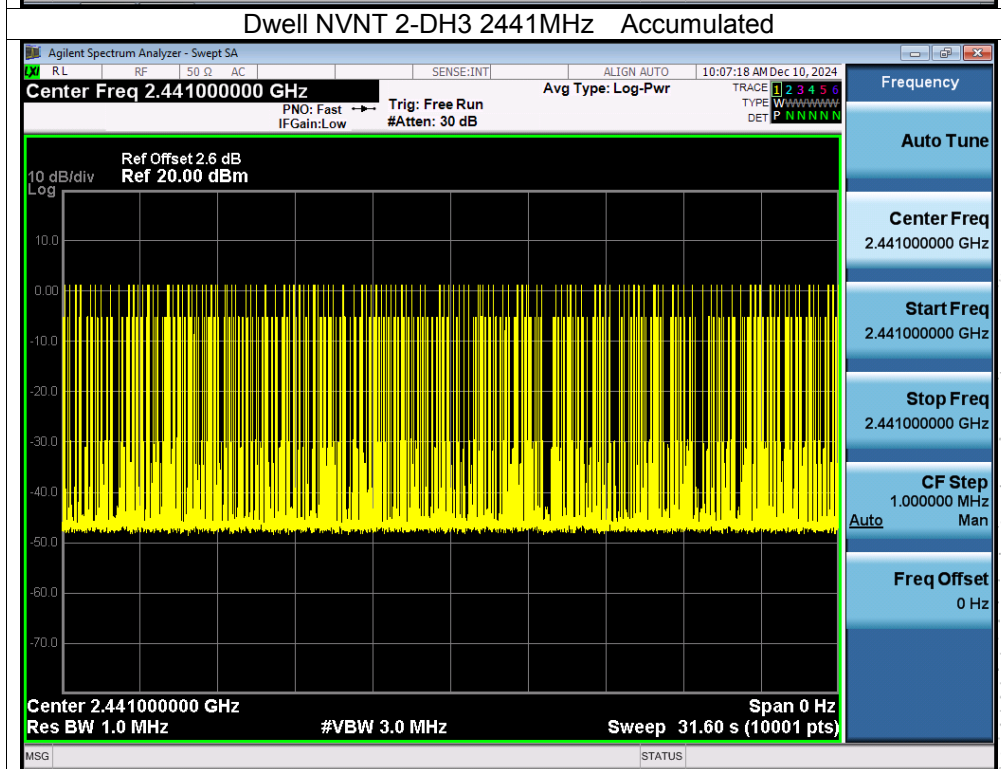 Dwell NVNT 2-DH3 2441MHz Accumulated
Agilent Spectrum Analyzer - Swept SA
LXI RL RF 50 Ω AC SENSE:INT ALIGN AUTO 10:07:18 AM Dec 10, 2024
Center Freq 2.441000000 GHz
PNO: Fast
IFGain:Low
Trig: Free Run
#Atten: 30 dB
Avg Type: Log-Pwr
TRACE 1 2 3 4 5 6
TYPE WWWWWW
DET P N N N N N
Ref Offset 2.6 dB
10 dB/div Ref 20.00 dBm
Log
10.0
0.00
-10.0
-20.0
-30.0
-40.0
-50.0
-60.0
-70.0
Center 2.441000000 GHz Span 0 Hz
Res BW 1.0 MHz #VBW 3.0 MHz Sweep 31.60 s (10001 pts)
MSG STATUS
Frequency
Auto Tune
Center Freq
2.441000000 GHz
Start Freq
2.441000000 GHz
Stop Freq
2.441000000 GHz
CF Step
1.000000 MHz
Auto Man
Freq Offset
0 Hz